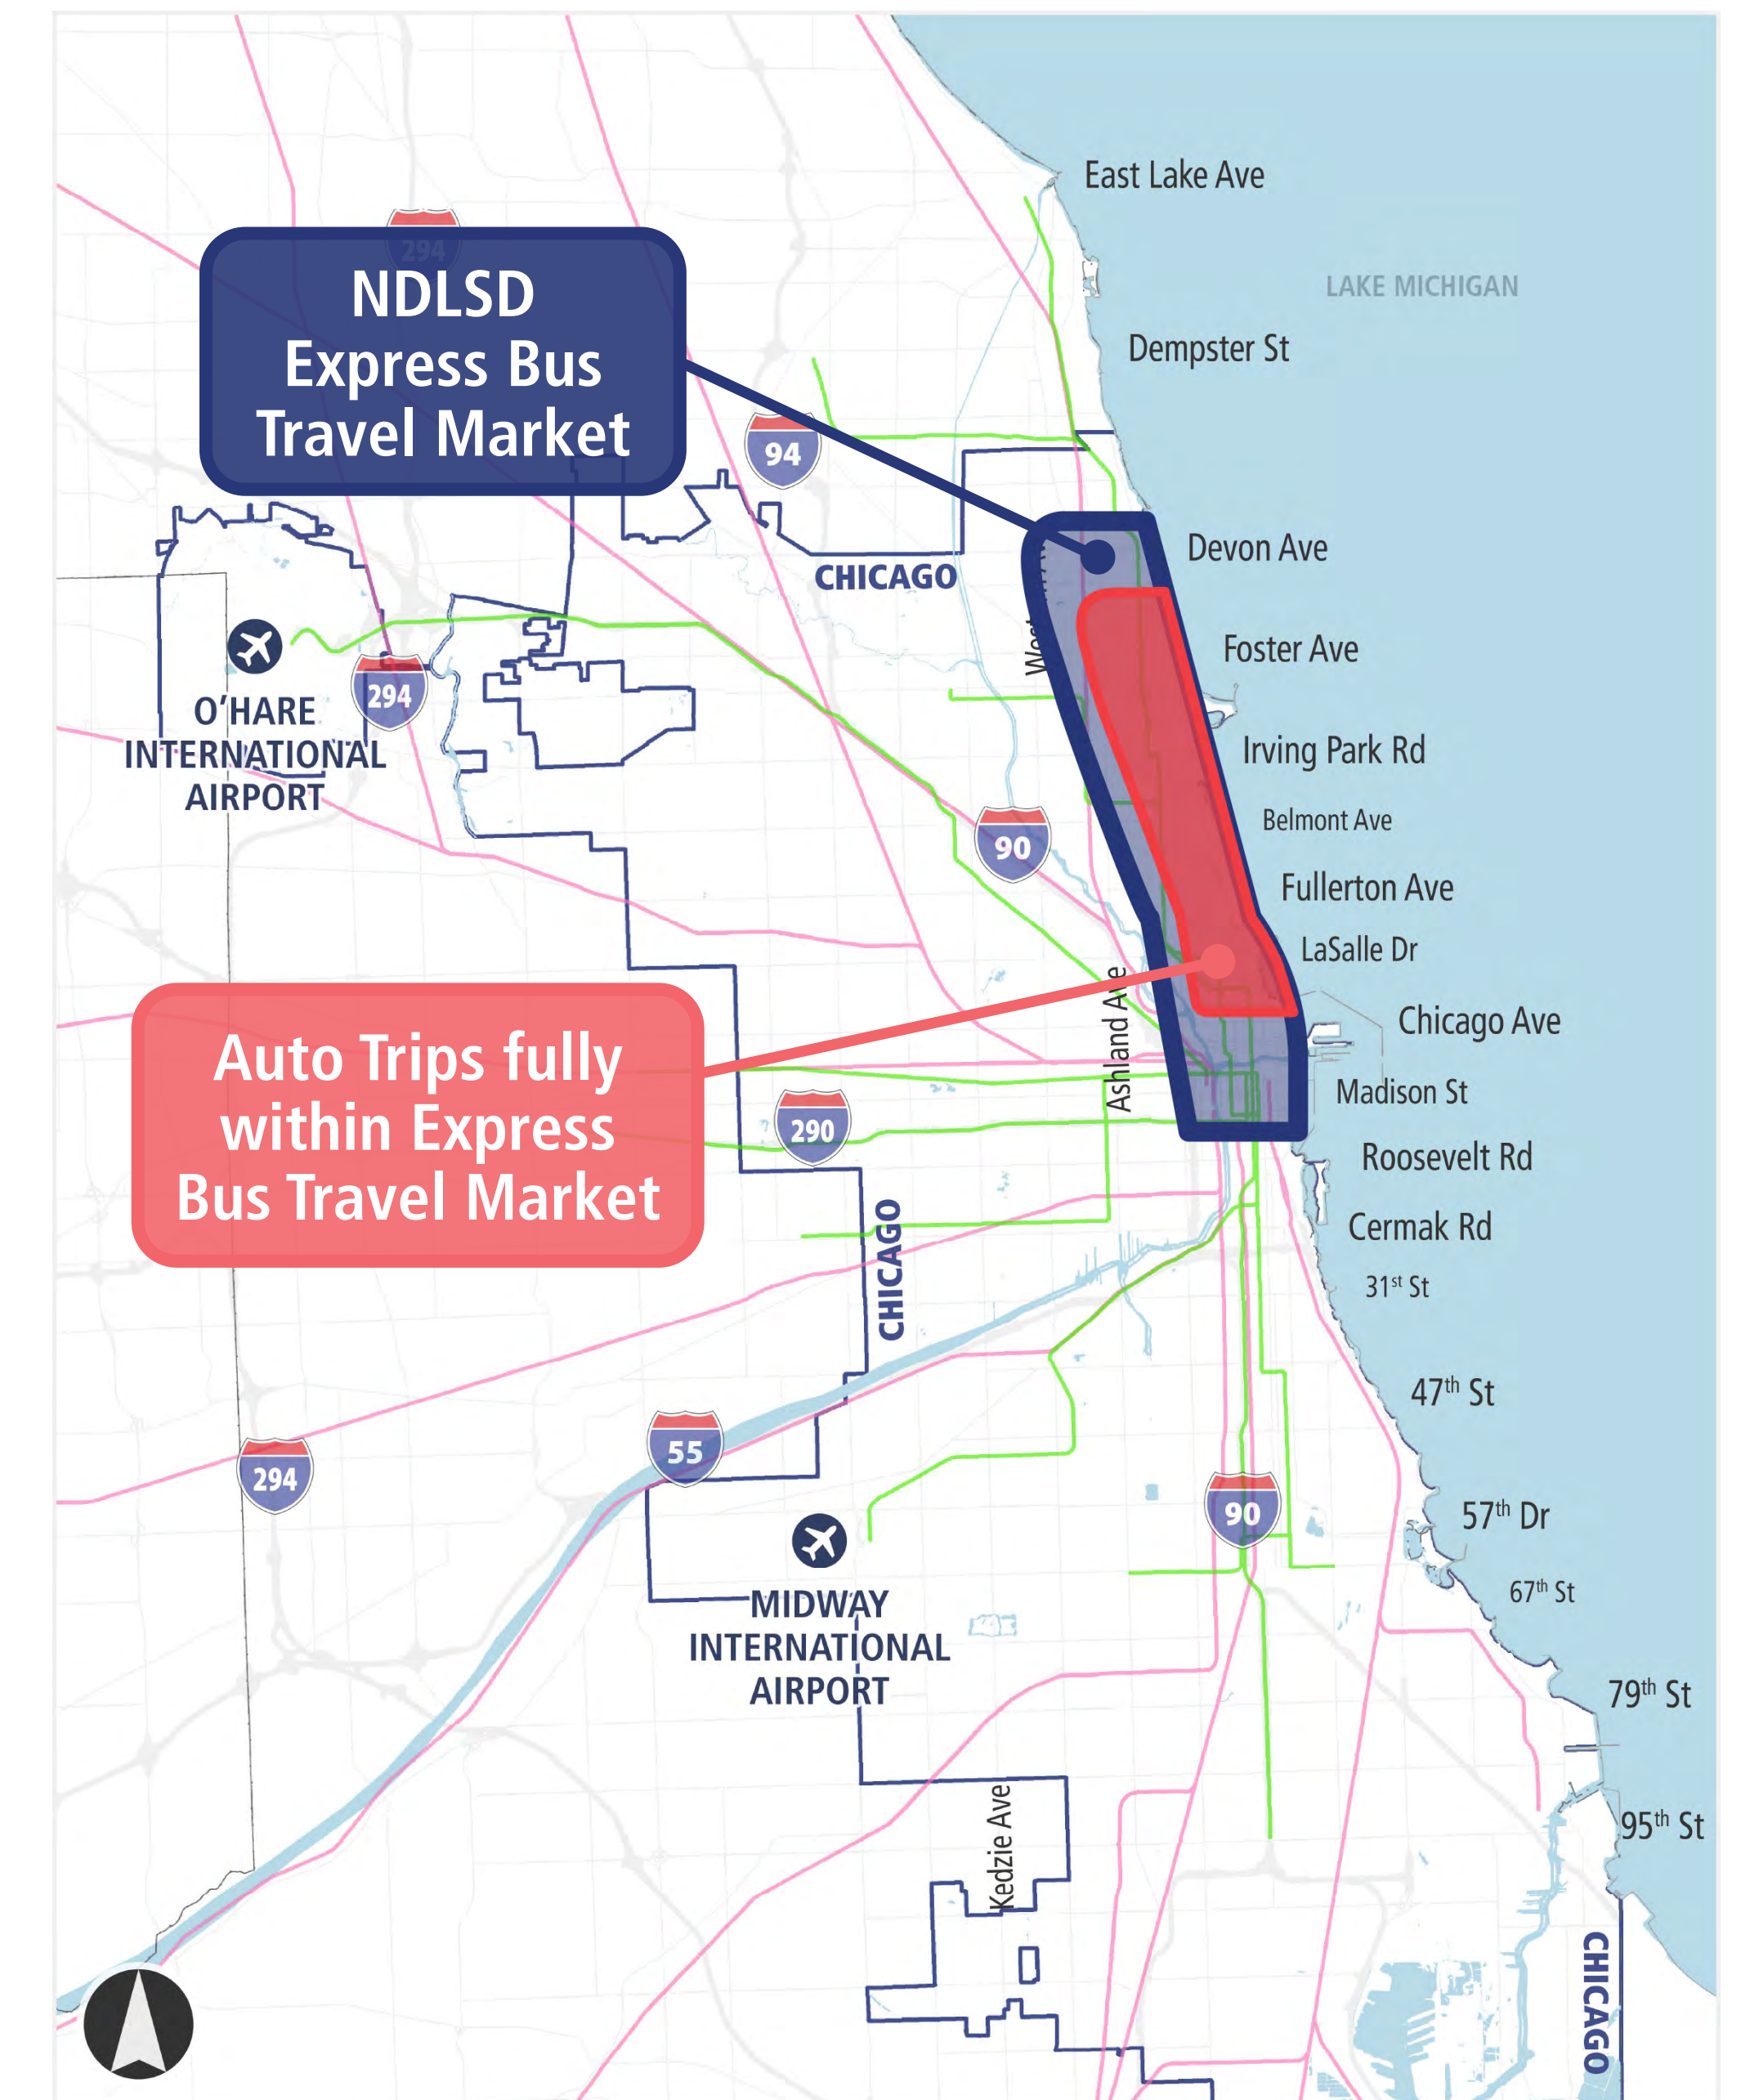 East Lake Ave
294
NDLSD
Express Bus
Travel Market
LAKE MICHIGAN
Dempster St
94
Devon Ave
CHICAGO
Foster Ave
294
O'HARE
INTERNATIONAL
AIRPORT
Irving Park Rd
Belmont Ave
90
Fullerton Ave
LaSalle Dr
Ashland Ave
Chicago Ave
Auto Trips fully
within Express
Bus Travel Market
Madison St
290
Roosevelt Rd
Cermak Rd
CHICAGO
31st St
47th St
55
294
90
57th Dr
67th St
MIDWAY
INTERNATIONAL
AIRPORT
79th St
Kedzie Ave
95th St
CHICAGO